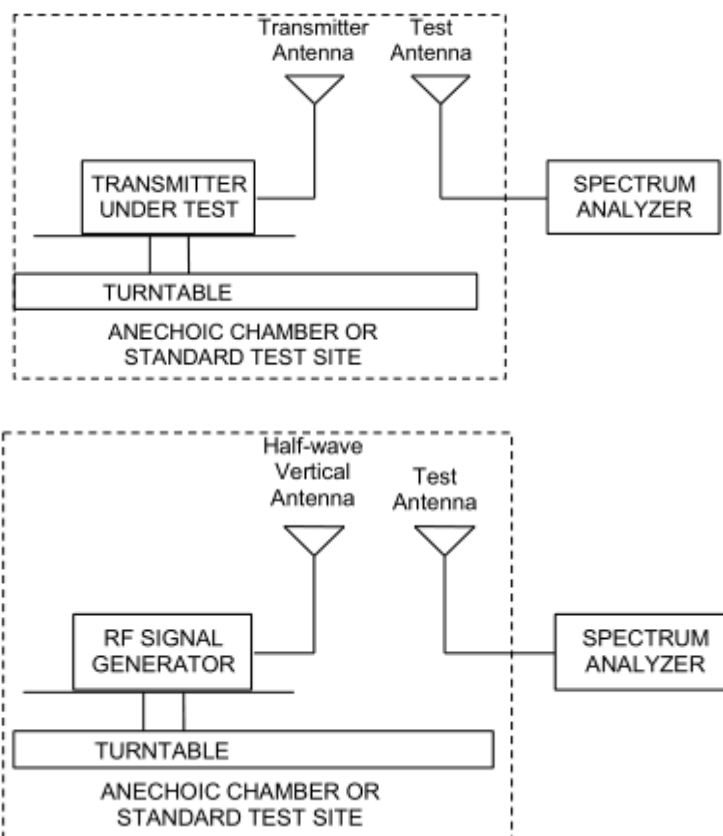 Transmitter
Antenna
Test
Antenna
TRANSMITTER
UNDER TEST
SPECTRUM
ANALYZER
TURNTABLE
ANECHOIC CHAMBER OR
STANDARD TEST SITE
Half-wave
Vertical
Antenna
Test
Antenna
RF SIGNAL
GENERATOR
SPECTRUM
ANALYZER
TURNTABLE
ANECHOIC CHAMBER OR
STANDARD TEST SITE